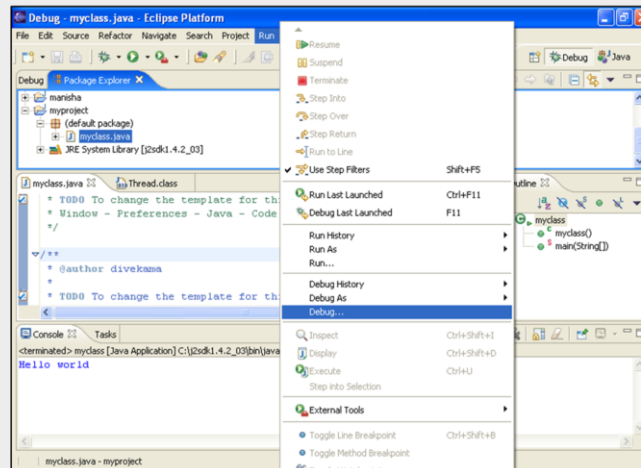 Debug - myclass.java - Eclipse Platform
File Edit Source Refactor Navigate Search Project Run
Debug Java
Debug Package Explorer
manisha
myproject
(default package)
myclass.java
JRE System Library [j2sdk1.4.2_03]
Resume
Suspend
Terminate
Step Into
Step Over
Step Return
Run to Line
Use Step Filters Shift+F5
Run Last Launched Ctrl+F11
Debug Last Launched F11
Run History
Run As
Run...
Debug History
Debug As
Debug...
Inspect Ctrl+Shift+I
Display Ctrl+Shift+D
Execute Ctrl+U
Step into Selection
External Tools
Toggle Line Breakpoint Ctrl+Shift+B
Toggle Method Breakpoint
myclass.java Thread.class
* TODO To change the template for thi
* Window - Preferences - Java - Code
*/
/**
* @author divekama
*
* TODO To change the template for th
utline
myclass
myclass()
main(String[])
Console Tasks
<terminated> myclass [Java Application] C:\j2sdk1.4.2_03\bin\java
Hello world
myclass.java - myproject